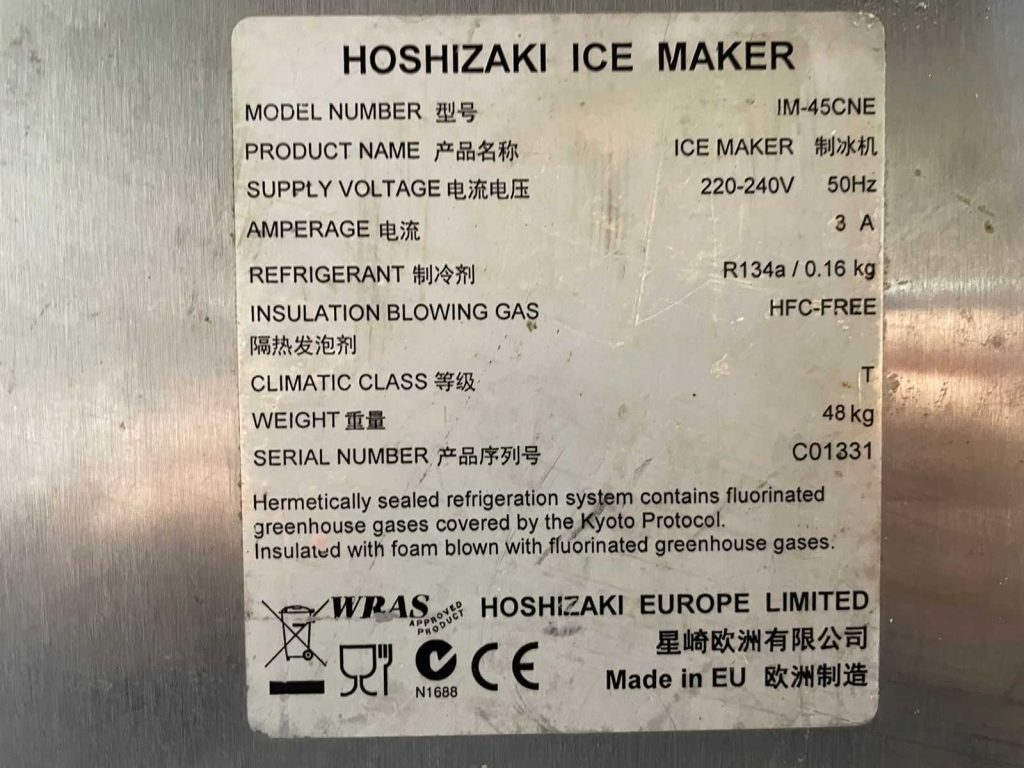 HOSHIZAKI ICE MAKER
MODEL NUMBER 型号 IM-45CNE
PRODUCT NAME 产品名称 ICE MAKER 制冰机
SUPPLY VOLTAGE 电流电压 220-240V 50Hz
AMPERAGE 电流 3 A
REFRIGERANT 制冷剂 R134a / 0.16 kg
INSULATION BLOWING GAS HFC-FREE
隔热发泡剂
CLIMATIC CLASS 等级 T
WEIGHT 重量 48 kg
SERIAL NUMBER 产品序列号 C01331
Hermetically sealed refrigeration system contains fluorinated
greenhouse gases covered by the Kyoto Protocol.
Insulated with foam blown with fluorinated greenhouse gases.
WRAS APPROVED PRODUCT HOSHIZAKI EUROPE LIMITED
星崎欧洲有限公司
N1688 CE Made in EU 欧洲制造